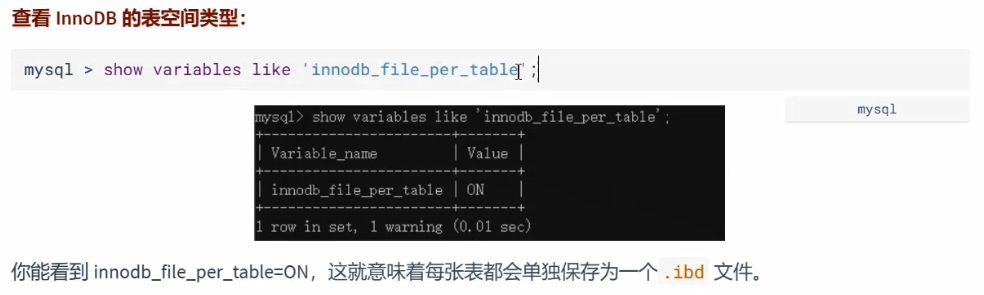 查看 InnoDB 的表空间类型：
mysql > show variables like 'innodb_file_per_table';
mysql
mysql> show variables like 'innodb_file_per_table';
+-----------------------+-------+
| Variable_name         | Value |
+-----------------------+-------+
| innodb_file_per_table | ON    |
+-----------------------+-------+
1 row in set, 1 warning (0.01 sec)
你能看到 innodb_file_per_table=ON，这就意味着每张表都会单独保存为一个 .ibd 文件。